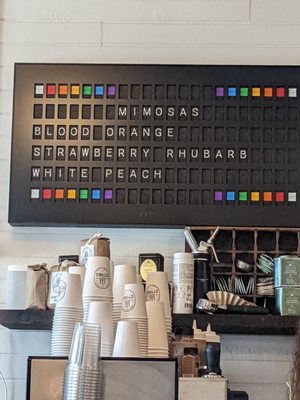 MIMOSAS
BLOOD ORANGE
STRAWBERRY RHUBARB
WHITE PEACH